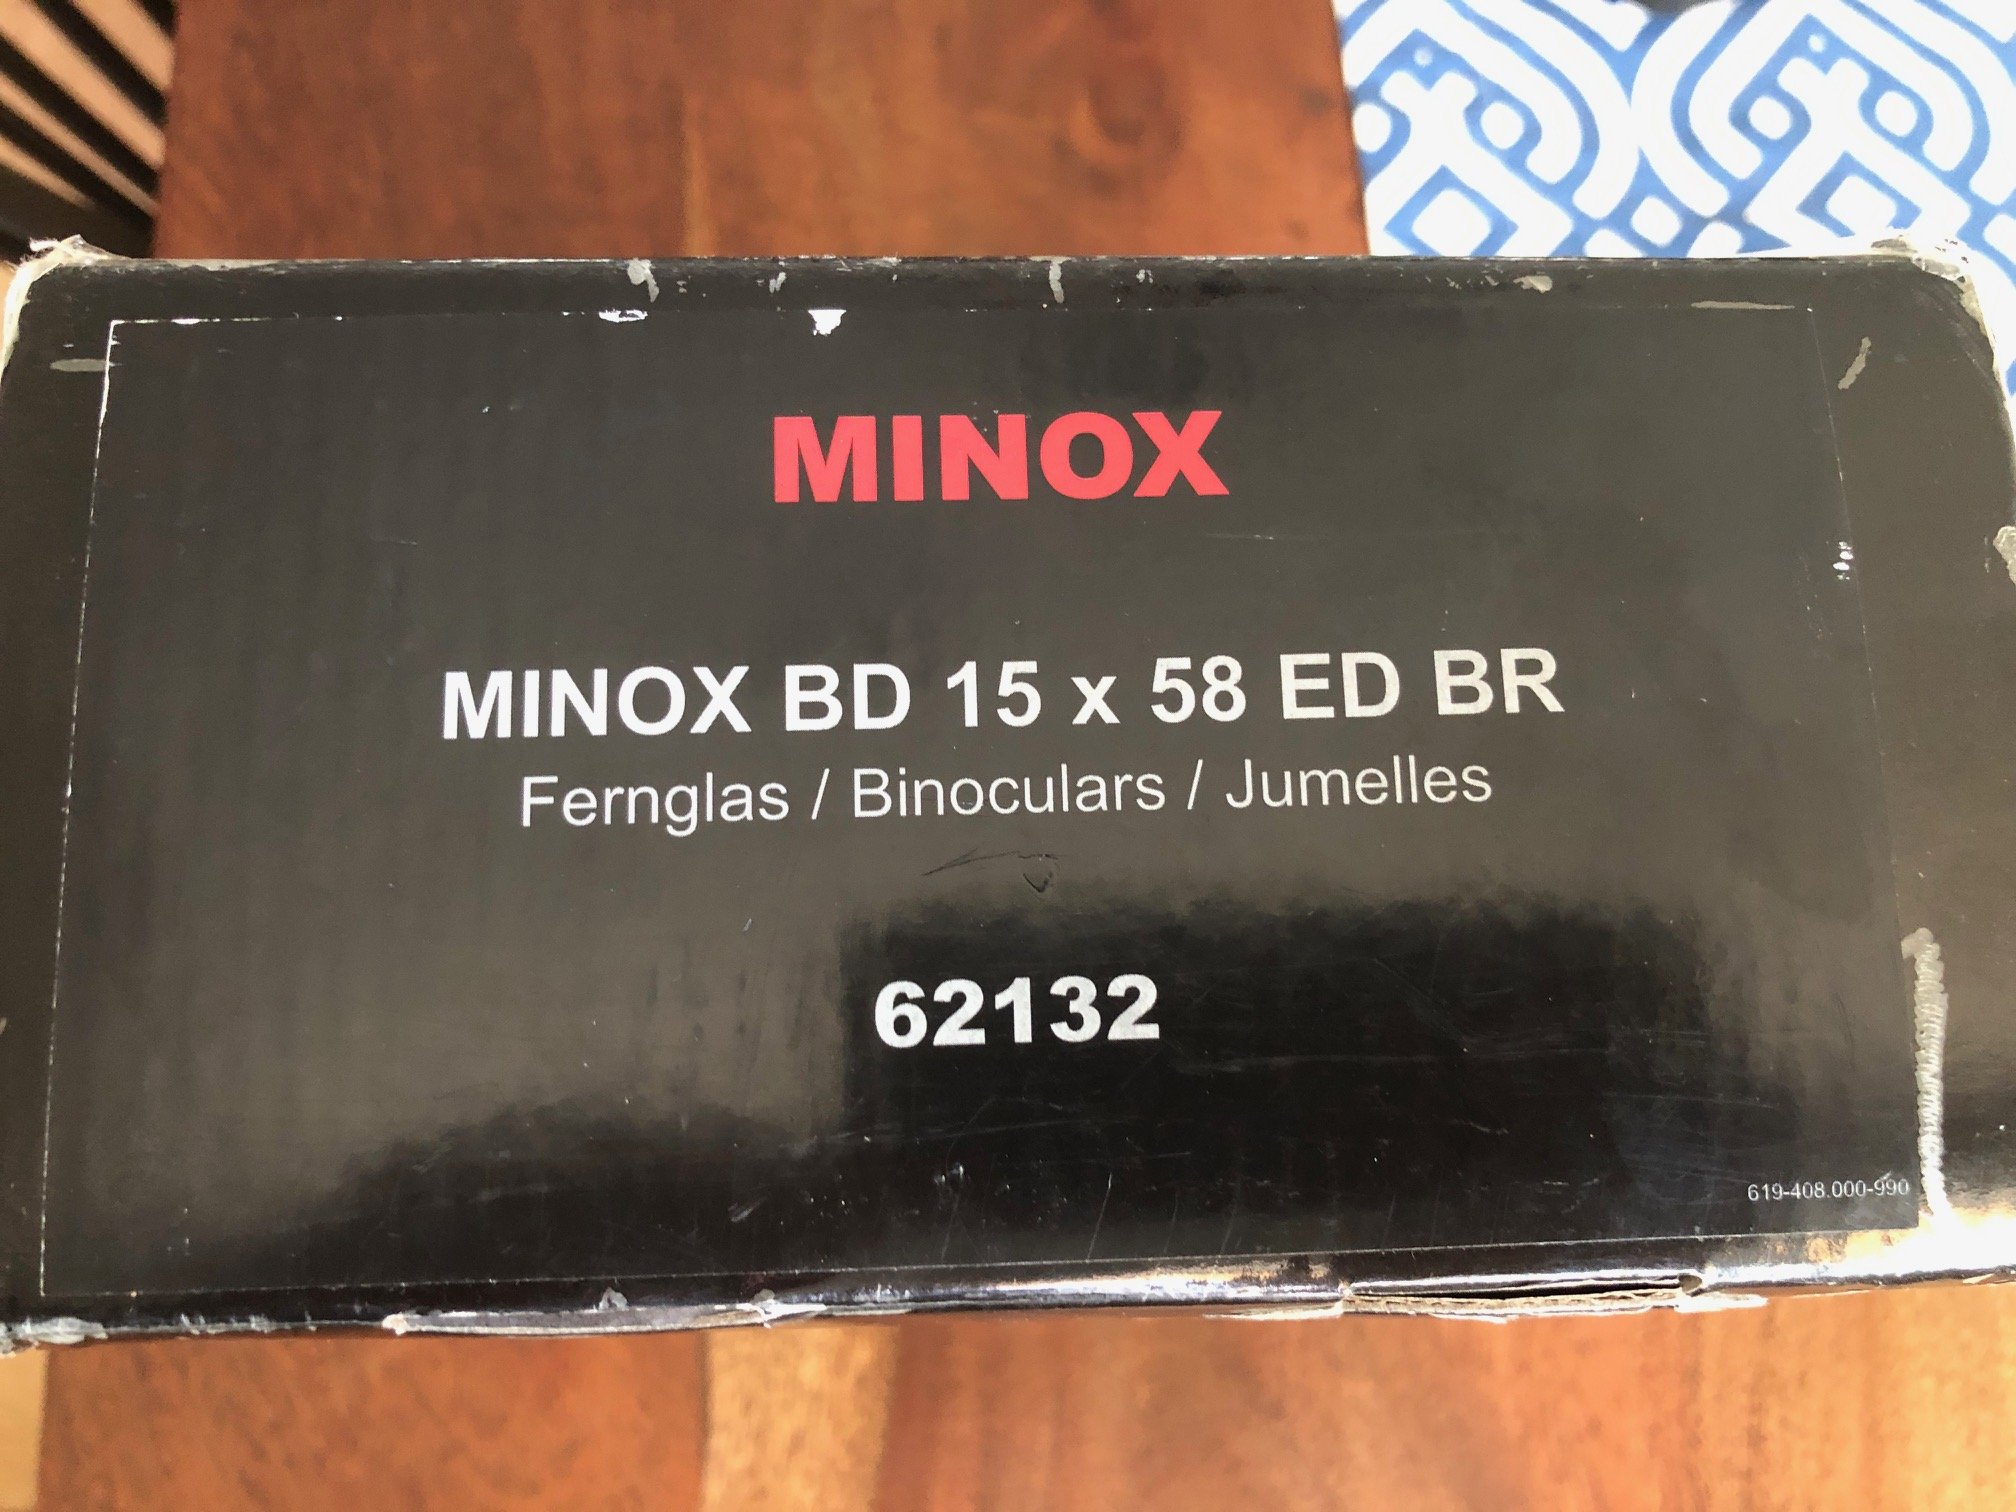 MINOX
MINOX BD 15 x 58 ED BR
Fernglas / Binoculars / Jumelles
62132
619-408.000-990